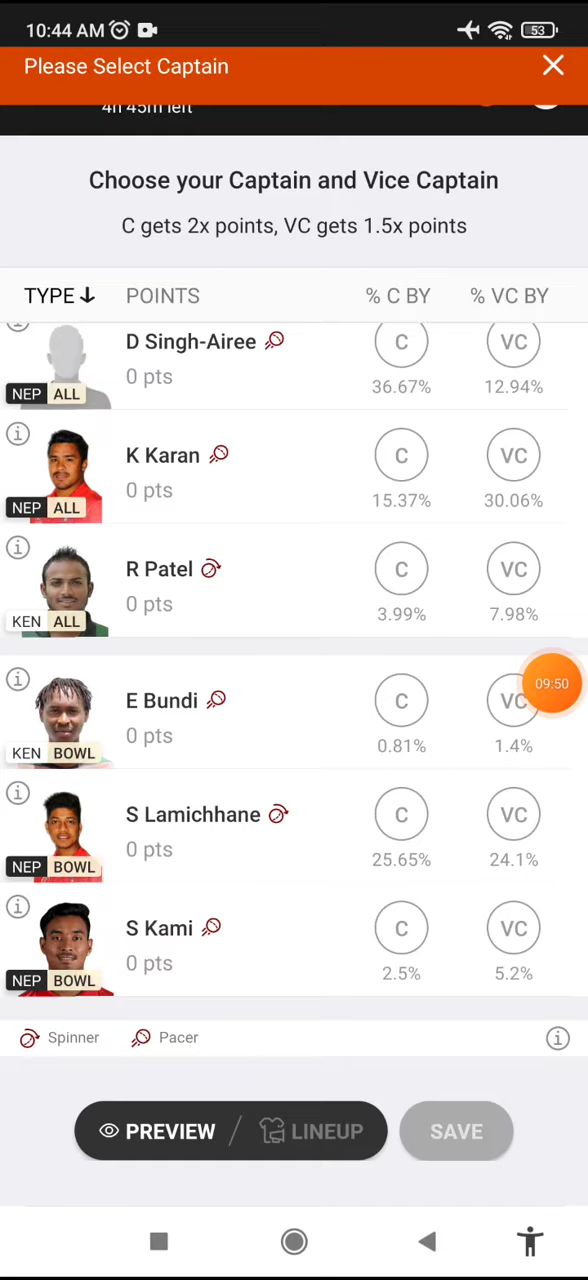 10:44 AM 53
Please Select Captain
4h 45m left
Choose your Captain and Vice Captain
C gets 2x points, VC gets 1.5x points
TYPE POINTS % C BY % VC BY
D Singh-Airee C VC
0 pts 36.67% 12.94%
NEP ALL
K Karan C VC
0 pts 15.37% 30.06%
NEP ALL
R Patel C VC
0 pts 3.99% 7.98%
KEN ALL
09:50
E Bundi C VC
0 pts 0.81% 1.4%
KEN BOWL
S Lamichhane C VC
0 pts 25.65% 24.1%
NEP BOWL
S Kami C VC
0 pts 2.5% 5.2%
NEP BOWL
Spinner Pacer
PREVIEW / LINEUP SAVE